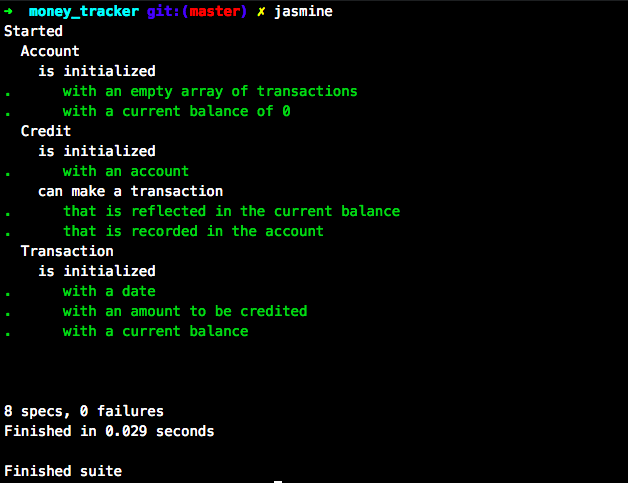 ➜  money_tracker git:(master) ✗ jasmine
Started
  Account
    is initialized
.      with an empty array of transactions
.      with a current balance of 0
  Credit
    is initialized
.      with an account
    can make a transaction
.      that is reflected in the current balance
.      that is recorded in the account
  Transaction
    is initialized
.      with a date
.      with an amount to be credited
.      with a current balance
8 specs, 0 failures
Finished in 0.029 seconds
Finished suite